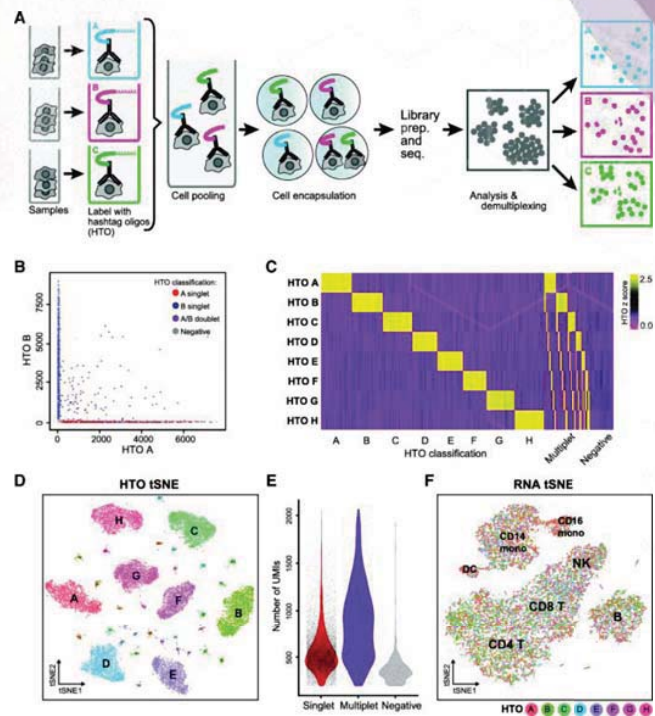 A
A
B
C
Samples
Label with
hashtag oligos
(HTO)
Cell pooling
Cell encapsulation
Library
prep.
and
seq.
Analysis &
demultiplexing
A
B
C
B
HTO classification:
A singlet
B singlet
A/B doublet
Negative
HTO B
7500
5000
2500
0
0 2000 4000 6000
HTO A
C
HTO A
HTO B
HTO C
HTO D
HTO E
HTO F
HTO G
HTO H
A B C D E F G H Multiplet Negative
HTO classification
2.5
0
HTO z score
D
HTO tSNE
H
C
G
A
F
B
D
E
tSNE2
tSNE1
E
Number of UMIs
2000
1500
1000
500
Singlet Multiplet Negative
F
RNA tSNE
CD14
mono
CD16
mono
DC
NK
CD8 T
B
CD4 T
tSNE2
tSNE1
HTO A B C D E F G H